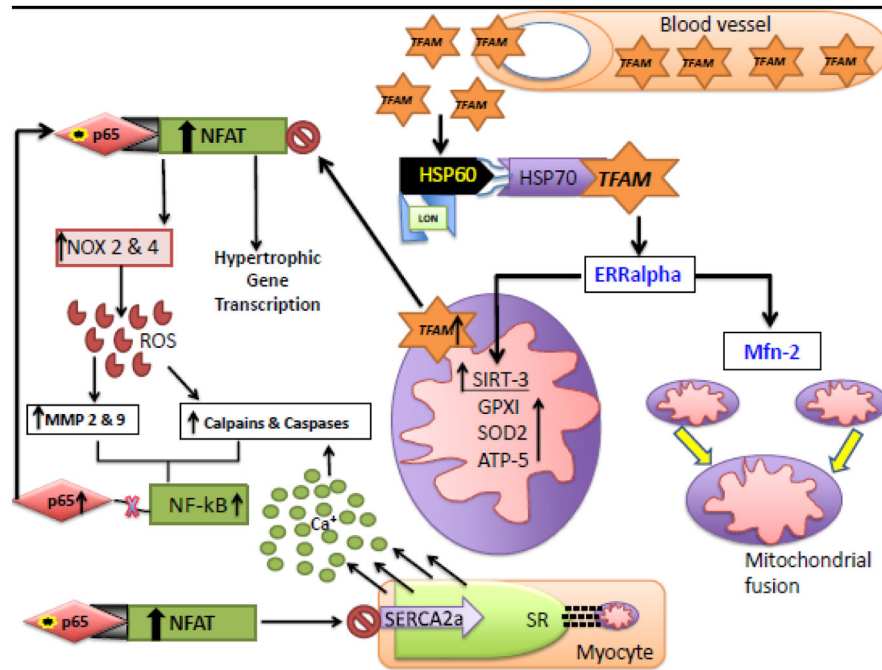 Blood vessel
TFAM
TFAM
TFAM
TFAM
TFAM
TFAM
TFAM
TFAM
p65
NFAT
HSP60
HSP70
TFAM
LON
NOX 2 & 4
Hypertrophic
Gene
Transcription
ERRalpha
ROS
TFAM
Mfn-2
SIRT-3
GPXI
SOD2
ATP-5
MMP 2 & 9
Calpains & Caspases
p65
NF-kB
Ca+
Mitochondrial
fusion
p65
NFAT
SERCA2a
SR
Myocyte